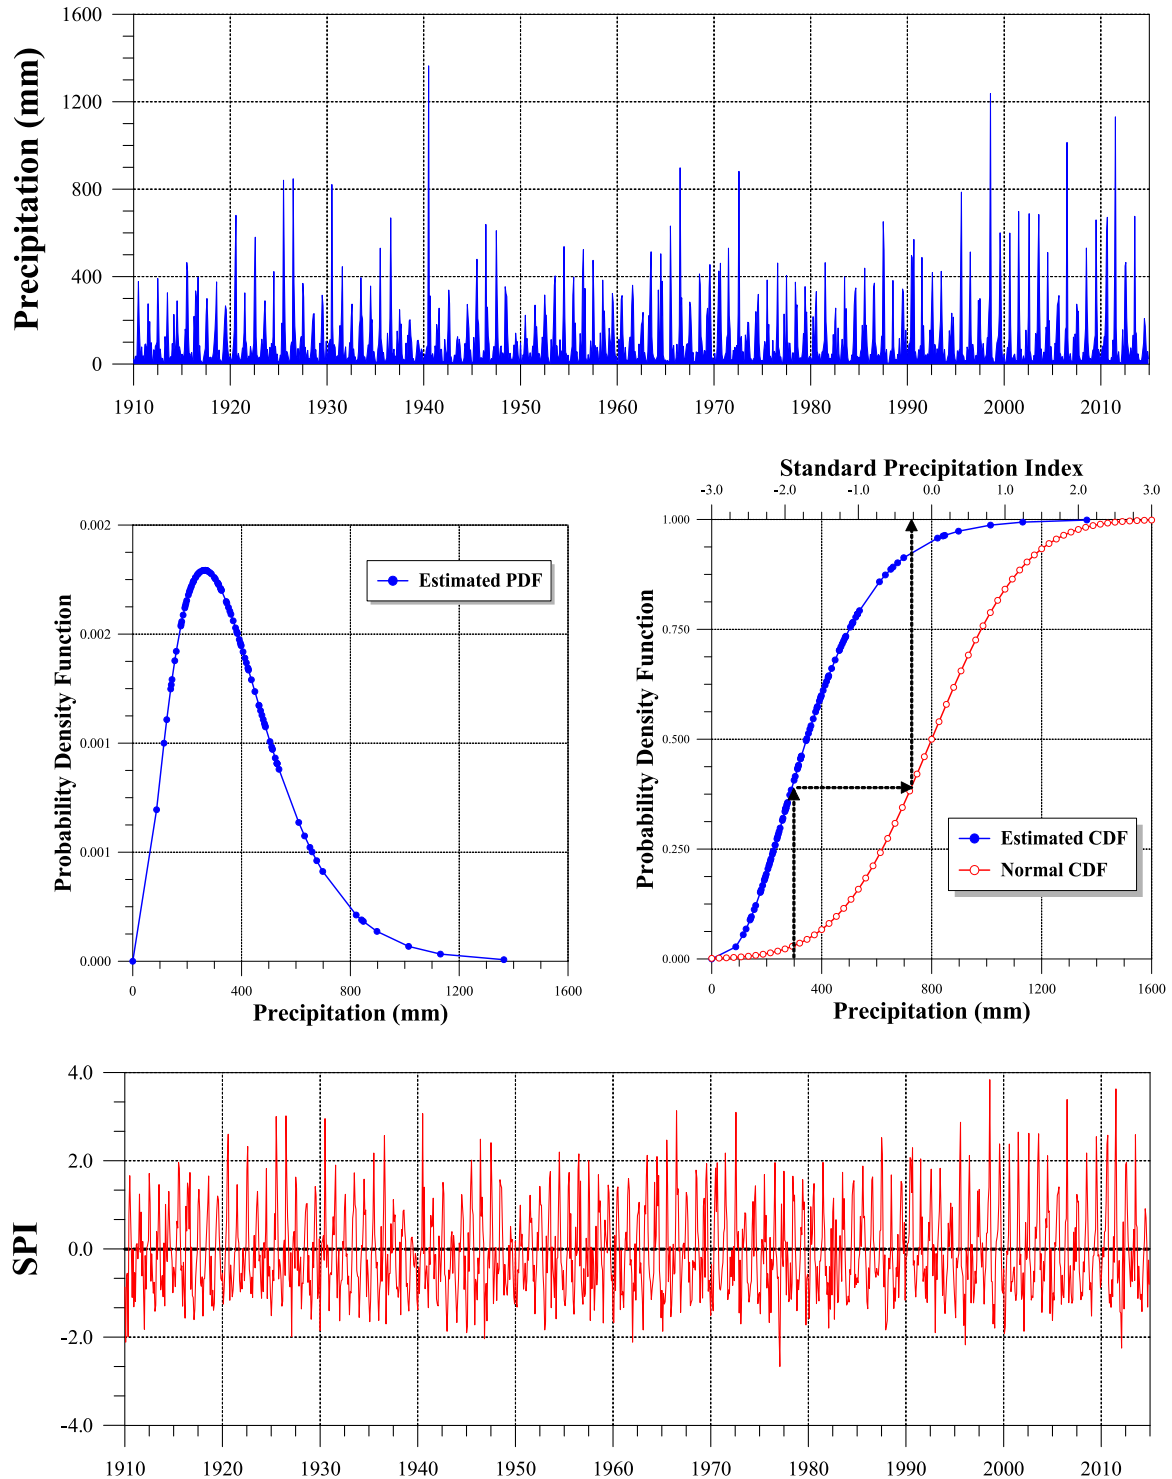 1600
1200
800
400
0
Precipitation (mm)
1910 1920 1930 1940 1950 1960 1970 1980 1990 2000 2010
Standard Precipitation Index
-3.0 -2.0 -1.0 0.0 1.0 2.0 3.0
0.002
0.002
0.001
0.001
0.000
Probability Density Function
Estimated PDF
0 400 800 1200 1600
Precipitation (mm)
1.000
0.750
0.500
0.250
0.000
Probability Density Function
Estimated CDF
Normal CDF
0 400 800 1200 1600
Precipitation (mm)
4.0
2.0
0.0
-2.0
-4.0
SPI
1910 1920 1930 1940 1950 1960 1970 1980 1990 2000 2010